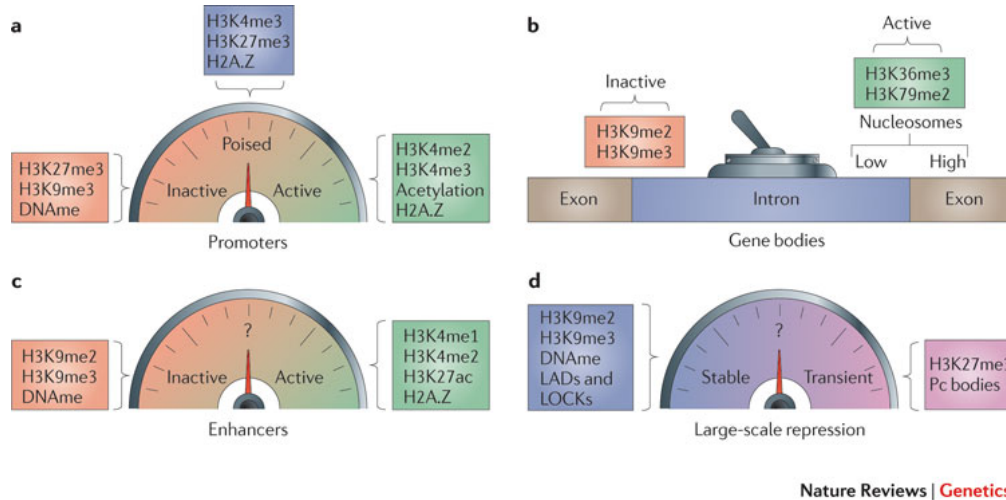 a
H3K4me3
H3K27me3
H2A.Z
H3K27me3
H3K9me3
DNAme
Inactive
Poised
Active
H3K4me2
H3K4me3
Acetylation
H2A.Z
Promoters
b
Inactive
H3K9me2
H3K9me3
Active
H3K36me3
H3K79me2
Nucleosomes
Low High
Exon Intron Exon
Gene bodies
c
H3K9me2
H3K9me3
DNAme
?
Inactive Active
H3K4me1
H3K4me2
H3K27ac
H2A.Z
Enhancers
d
H3K9me2
H3K9me3
DNAme
LADs and
LOCKs
?
Stable Transient
H3K27me3
Pc bodies
Large-scale repression
Nature Reviews | Genetics